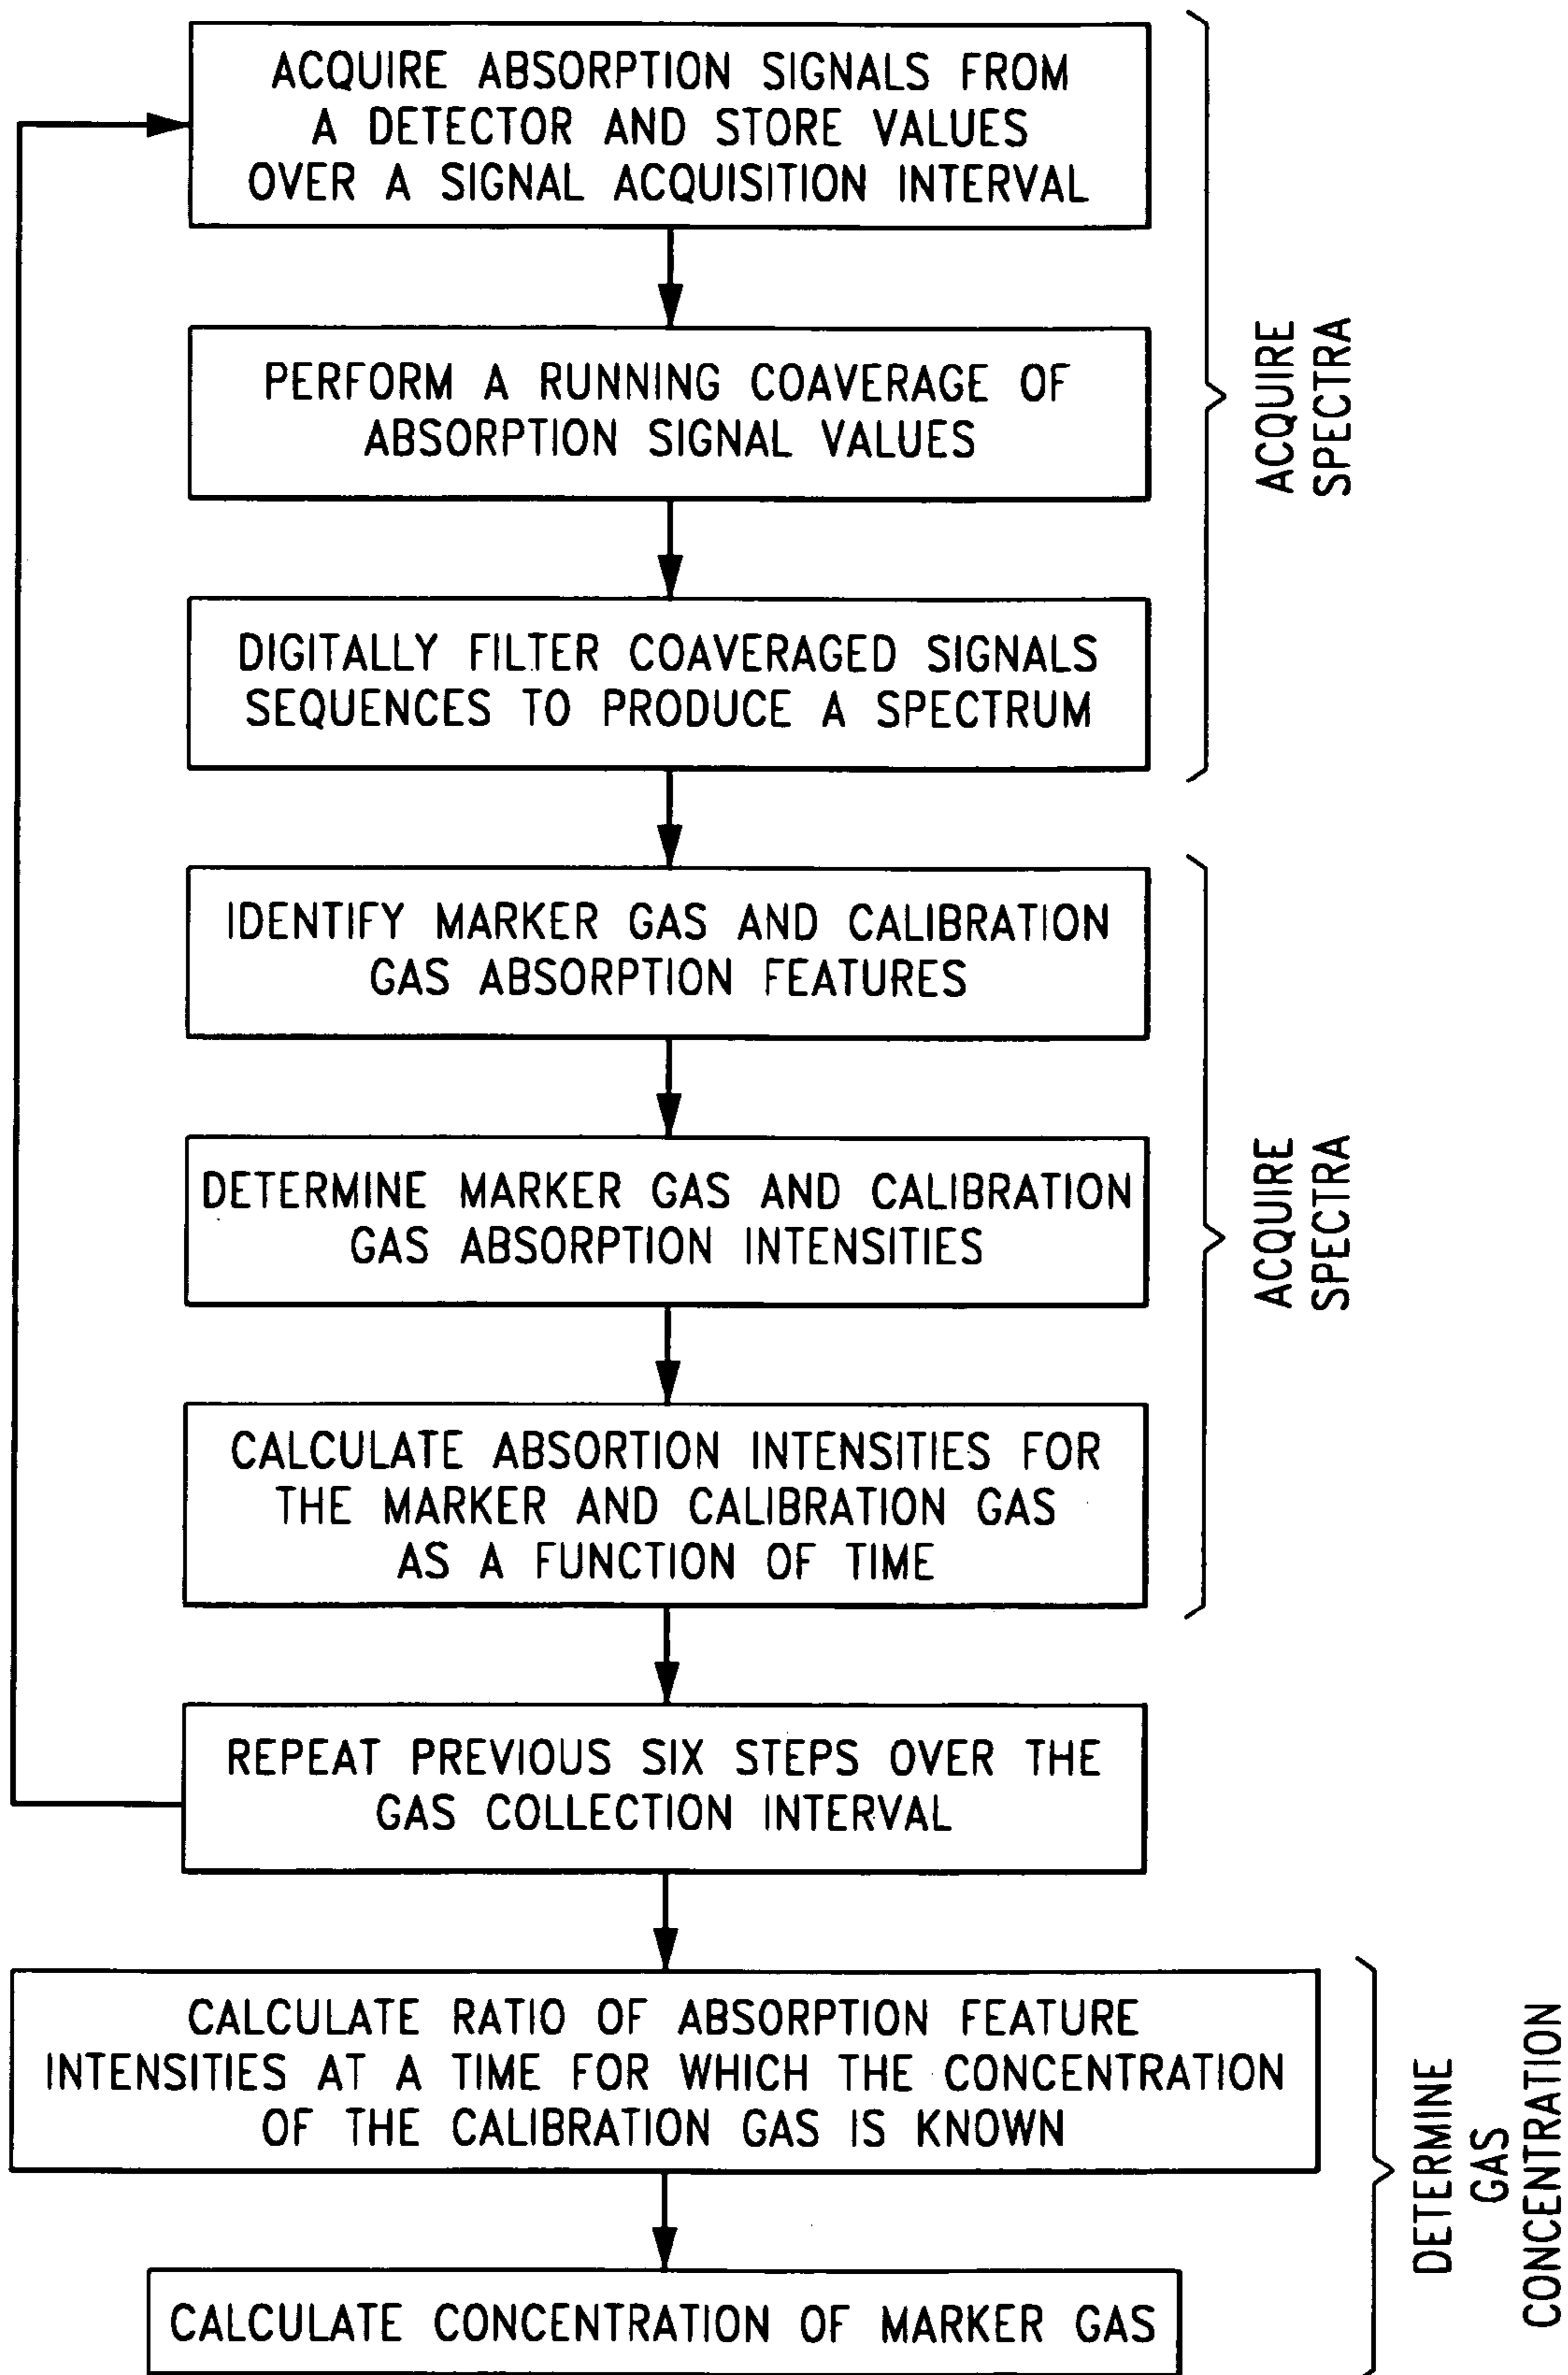 ACQUIRE ABSORPTION SIGNALS FROM
A DETECTOR AND STORE VALUES
OVER A SIGNAL ACQUISITION INTERVAL
PERFORM A RUNNING COAVERAGE OF
ABSORPTION SIGNAL VALUES
DIGITALLY FILTER COAVERAGED SIGNALS
SEQUENCES TO PRODUCE A SPECTRUM
ACQUIRE
SPECTRA
IDENTIFY MARKER GAS AND CALIBRATION
GAS ABSORPTION FEATURES
DETERMINE MARKER GAS AND CALIBRATION
GAS ABSORPTION INTENSITIES
CALCULATE ABSORTION INTENSITIES FOR
THE MARKER AND CALIBRATION GAS
AS A FUNCTION OF TIME
ACQUIRE
SPECTRA
REPEAT PREVIOUS SIX STEPS OVER THE
GAS COLLECTION INTERVAL
CALCULATE RATIO OF ABSORPTION FEATURE
INTENSITIES AT A TIME FOR WHICH THE CONCENTRATION
OF THE CALIBRATION GAS IS KNOWN
CALCULATE CONCENTRATION OF MARKER GAS
DETERMINE
GAS
CONCENTRATION